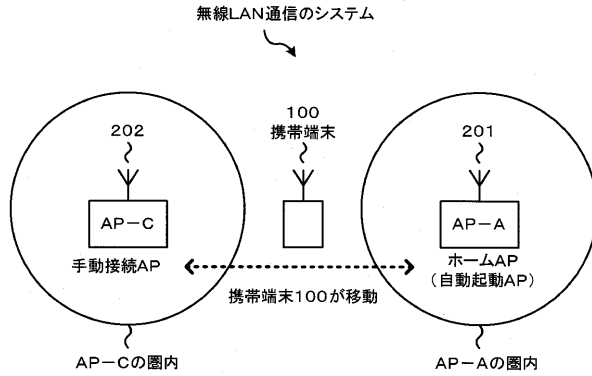 無線LAN通信のシステム
202
100
携帯端末
201
AP－C
AP－A
手動接続AP
ホームAP
（自動起動AP）
携帯端末100が移動
AP－Cの圏内
AP－Aの圏内